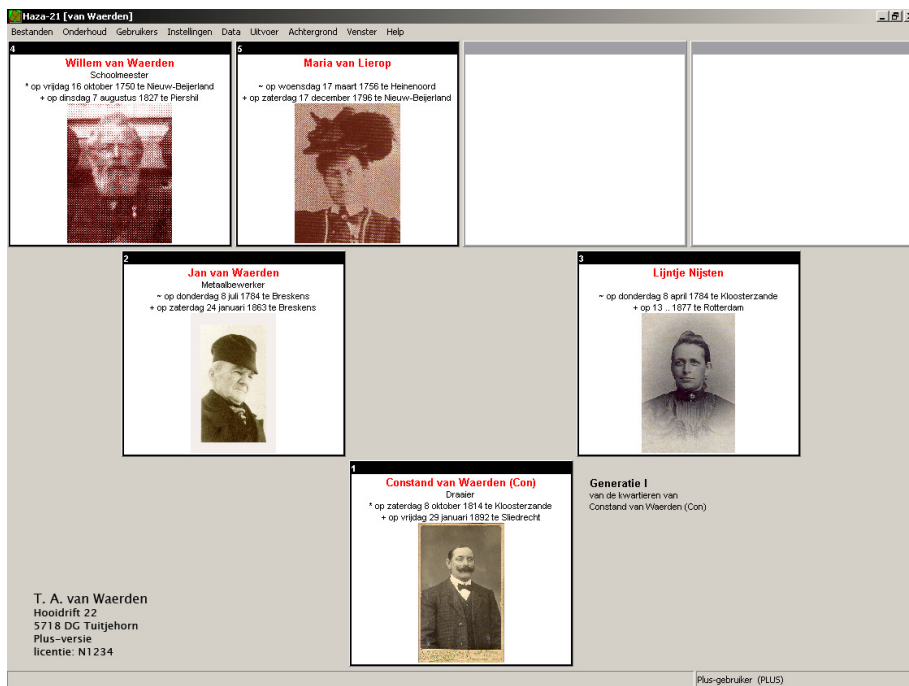 Haza-21 [van Waerden]
Bestanden Onderhoud Gebruikers Instellingen Data Uitvoer Achtergrond Venster Help
4
Willem van Waerden
Schoolmeester
* op vrijdag 16 oktober 1750 te Nieuw-Beijerland
+ op dinsdag 7 augustus 1827 te Piershil
5
Maria van Lierop
~ op woensdag 17 maart 1756 te Heinenoord
+ op zaterdag 17 december 1796 te Nieuw-Beijerland
2
Jan van Waerden
Metaalbewerker
~ op donderdag 8 juli 1784 te Breskens
+ op zaterdag 24 januari 1863 te Breskens
3
Lijntje Nijsten
~ op donderdag 8 april 1784 te Kloosterzande
+ op 13 .. 1877 te Rotterdam
1
Constand van Waerden (Con)
Draaier
* op zaterdag 8 oktober 1814 te Kloosterzande
+ op vrijdag 29 januari 1892 te Sliedrecht
Generatie I
van de kwartieren van
Constand van Waerden (Con)
T. A. van Waerden
Hooidrift 22
5718 DG Tuitjehorn
Plus-versie
licentie: N1234
Plus-gebruiker (PLUS)